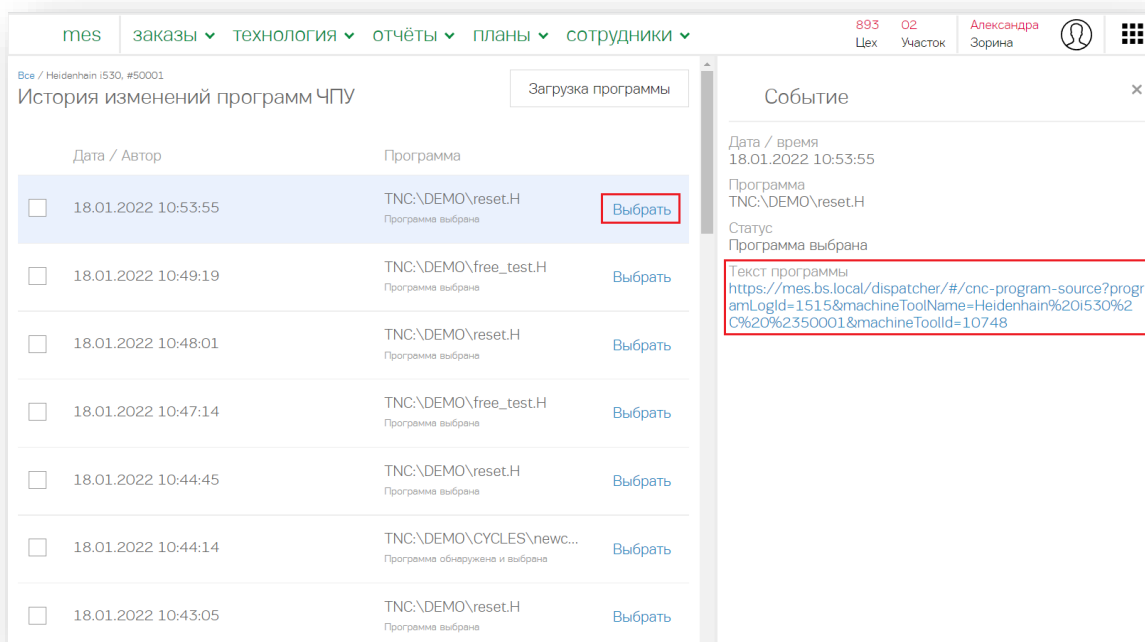 mes заказы технология отчёты планы сотрудники 893 02 Александра
Цех Участок Зорина
Все / Heidenhain i530, #50001
История изменений программ ЧПУ
Загрузка программы
Дата / Автор Программа
18.01.2022 10:53:55 TNC:\DEMO\reset.H Выбрать
Программа выбрана
18.01.2022 10:49:19 TNC:\DEMO\free_test.H Выбрать
Программа выбрана
18.01.2022 10:48:01 TNC:\DEMO\reset.H Выбрать
Программа выбрана
18.01.2022 10:47:14 TNC:\DEMO\free_test.H Выбрать
Программа выбрана
18.01.2022 10:44:45 TNC:\DEMO\reset.H Выбрать
Программа выбрана
18.01.2022 10:44:14 TNC:\DEMO\CYCLES\newc... Выбрать
Программа обнаружена и выбрана
18.01.2022 10:43:05 TNC:\DEMO\reset.H Выбрать
Программа выбрана
Событие
Дата / время
18.01.2022 10:53:55
Программа
TNC:\DEMO\reset.H
Статус
Программа выбрана
Текст программы
https://mes.bs.local/dispatcher/#/cnc-program-source?progr
amLogId=1515&machineToolName=Heidenhain%20i530%2
C%20%2350001&machineToolId=10748